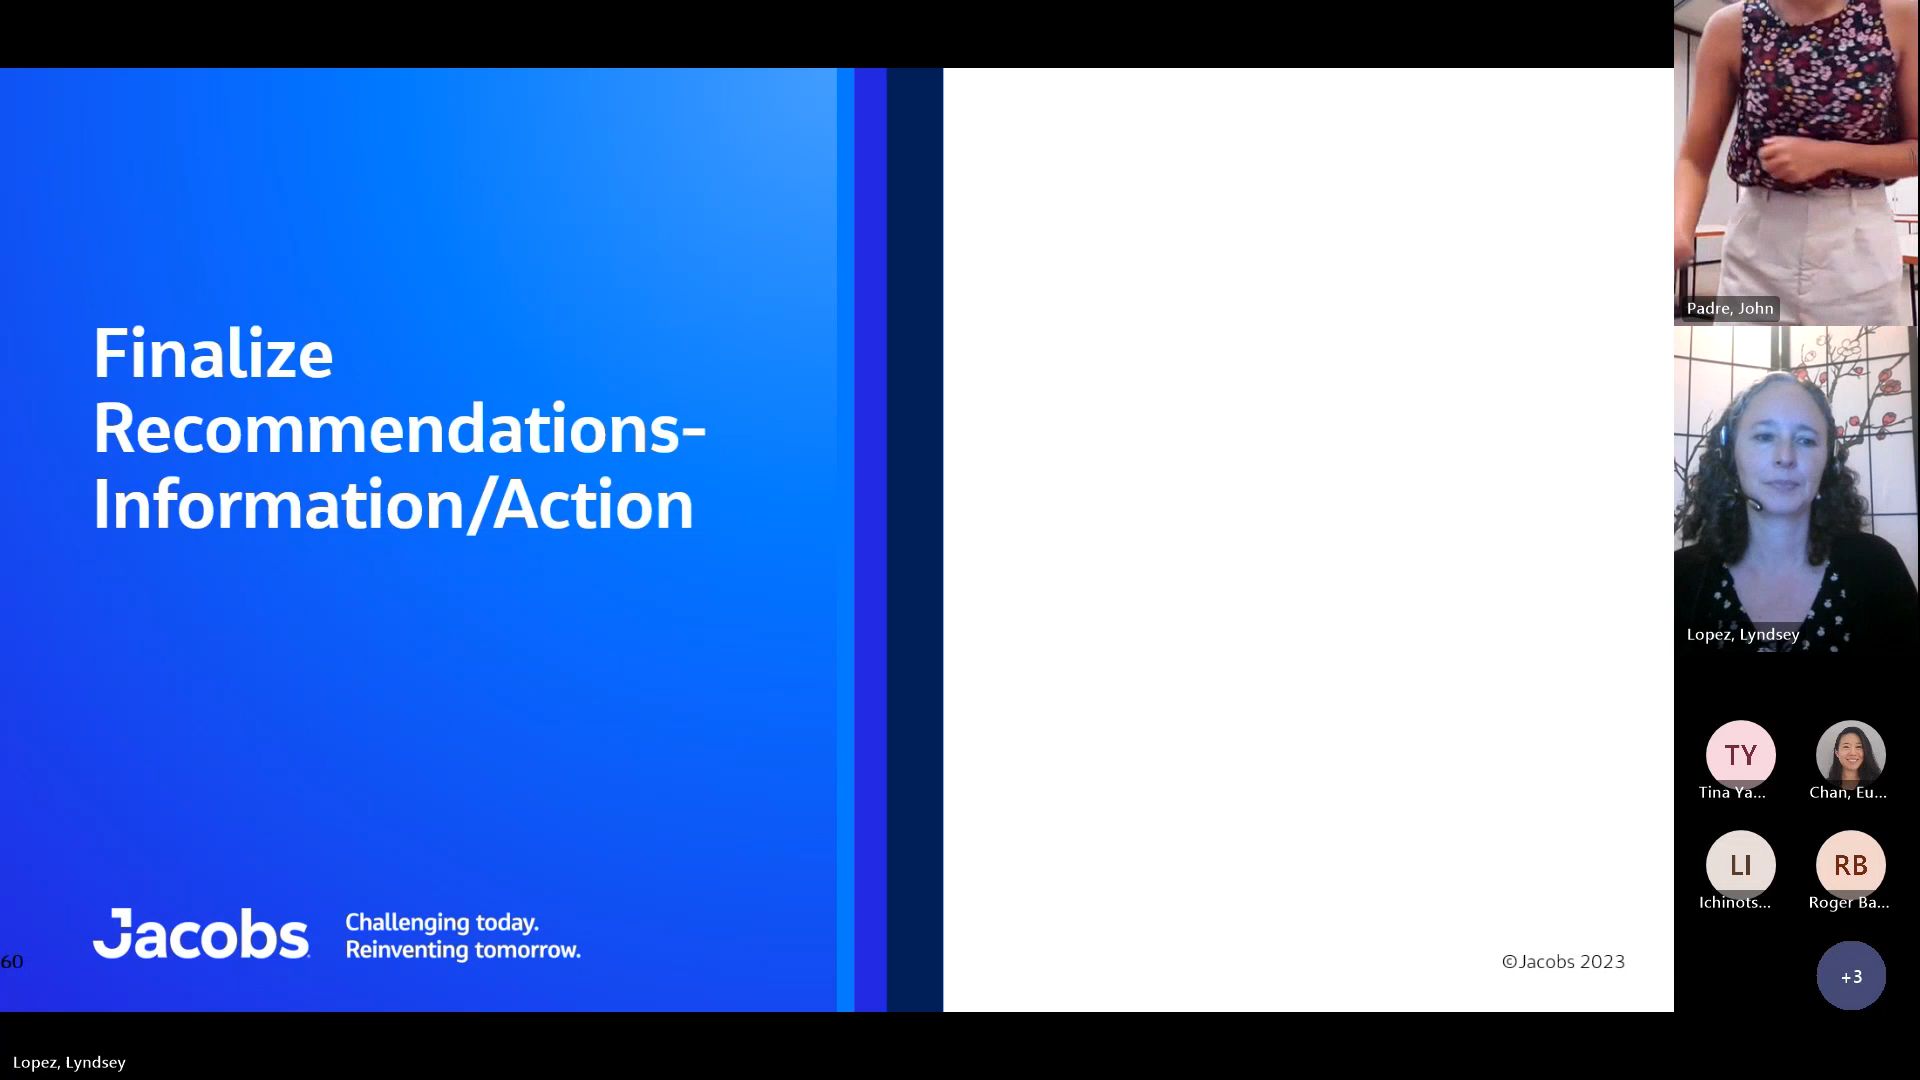 Finalize
Recommendations-
Information/Action
Jacobs
Challenging today.
Reinventing tomorrow.
60
©Jacobs 2023
Padre, John
Lopez, Lyndsey
TY
Tina Ya...
Chan, Eu...
LI
Ichinots...
RB
Roger Ba...
+3
Lopez, Lyndsey